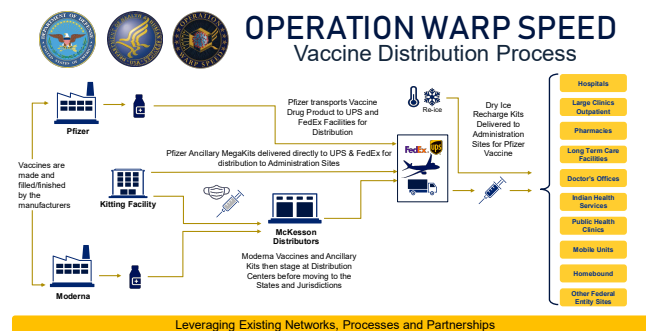 OPERATION WARP SPEED
Vaccine Distribution Process
Pfizer
Pfizer transports Vaccine
Drug Product to UPS and
FedEx Facilities for
Distribution
Re-ice
Dry Ice
Recharge Kits
Delivered to
Administration
Sites for Pfizer
Vaccine
Vaccines are
made and
filled/finished
by the
manufacturers
Pfizer Ancillary MegaKits delivered directly to UPS & FedEx for
distribution to Administration Sites
FedEx
ups
Kitting Facility
McKesson
Distributors
Moderna Vaccines and Ancillary
Kits then stage at Distribution
Centers before moving to the
States and Jurisdictions
Moderna
Hospitals
Large Clinics
Outpatient
Pharmacies
Long Term Care
Facilities
Doctor's Offices
Indian Health
Services
Public Health
Clinics
Mobile Units
Homebound
Other Federal
Entity Sites
Leveraging Existing Networks, Processes and Partnerships